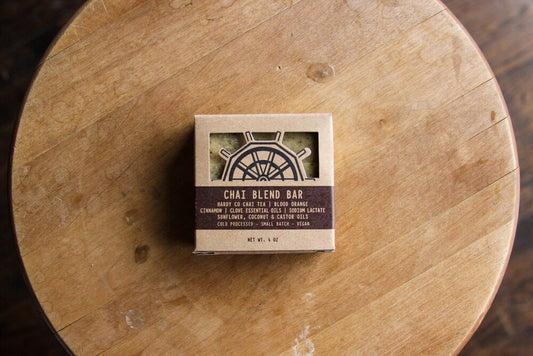 CHAI BLEND BAR
HARDY CO CHAI TEA | BLOOD ORANGE
CINNAMON | CLOVE ESSENTIAL OILS | SODIUM LACTATE
SUNFLOWER, COCONUT & CASTOR OILS
COLD PROCESSED - SMALL BATCH - VEGAN
NET WT. 4 OZ